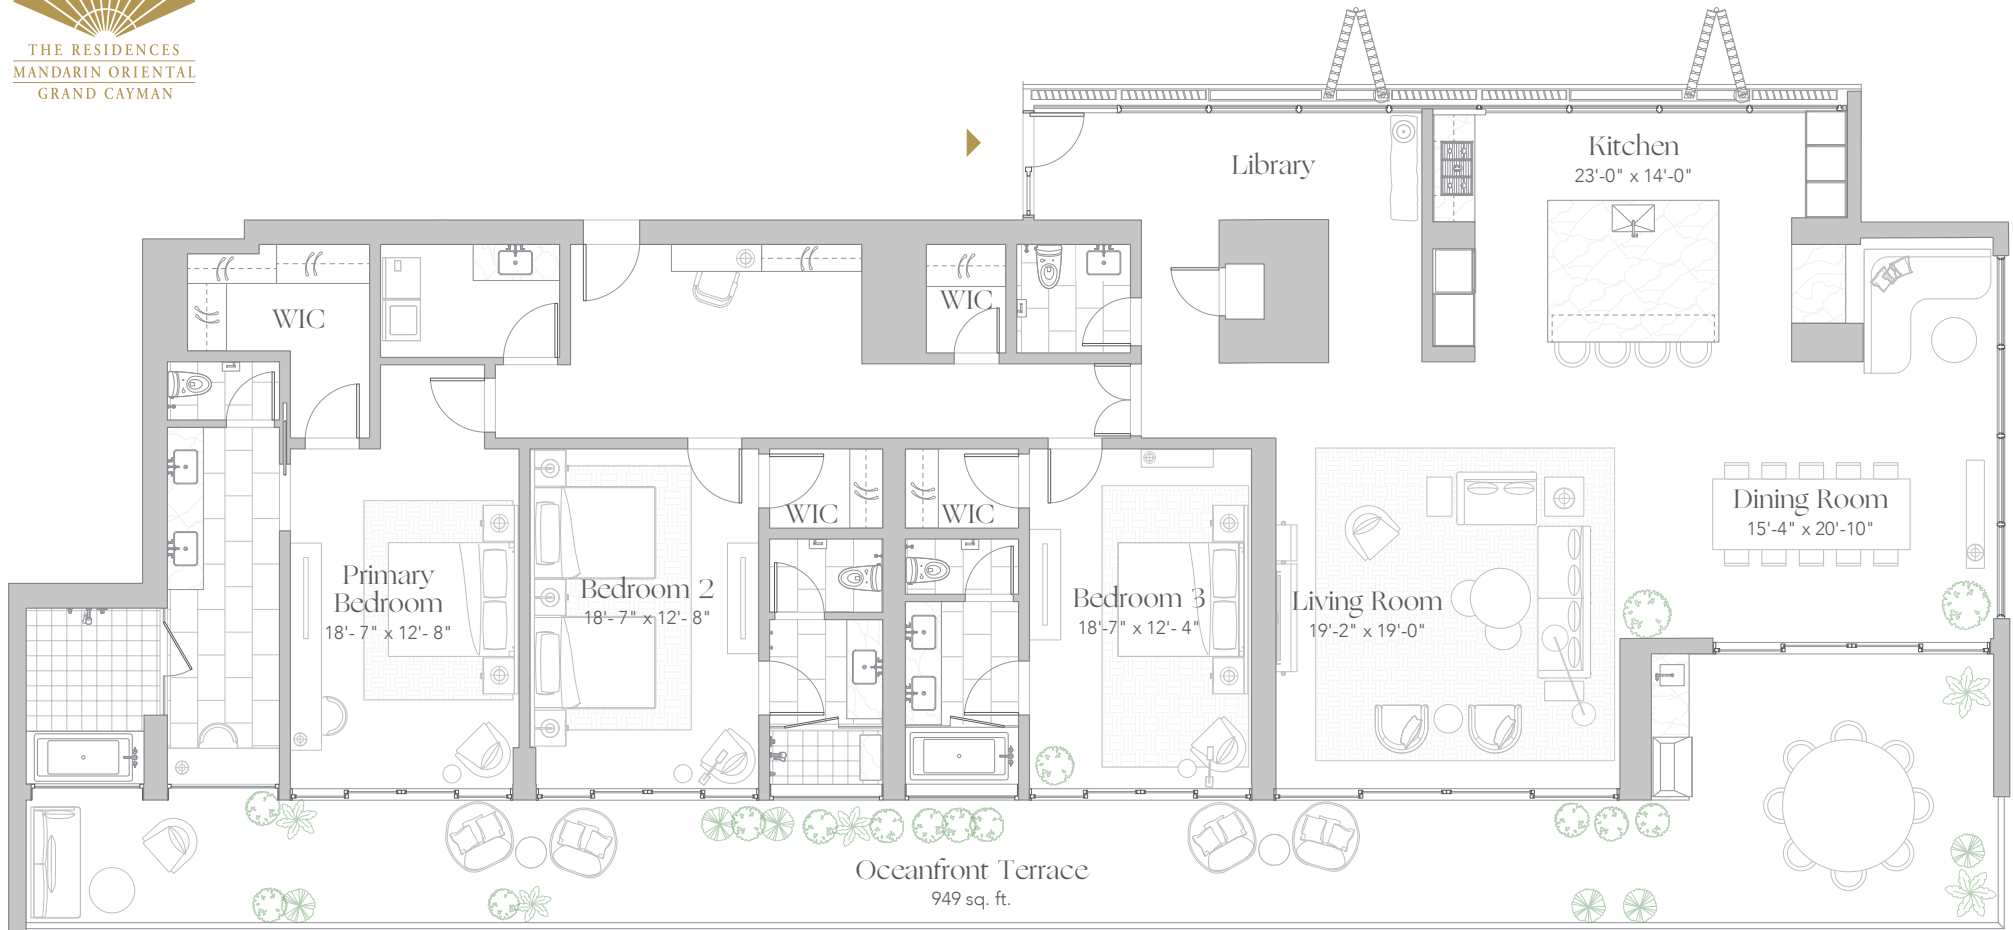 THE RESIDENCES
MANDARIN ORIENTAL
GRAND CAYMAN
Library
Kitchen
23'-0" x 14'-0"
WIC
WIC
WIC
WIC
Dining Room
15'-4" x 20'-10"
Primary
Bedroom
18'- 7" x 12'- 8"
Bedroom 2
18'- 7" x 12'- 8"
Bedroom 3
18'-7" x 12'- 4"
Living Room
19'-2" x 19'-0"
Oceanfront Terrace
949 sq. ft.